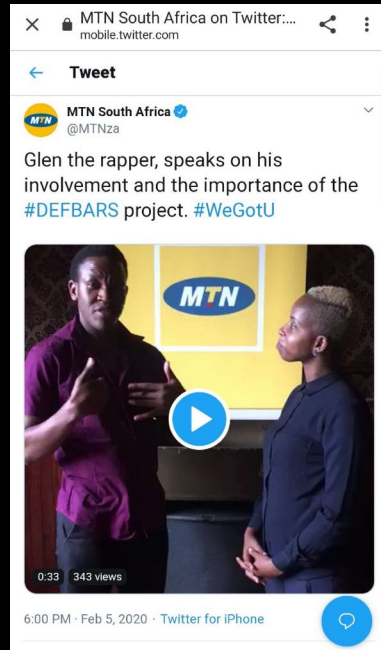 MTN South Africa on Twitter:...
mobile.twitter.com
Tweet
MTN
MTN South Africa
@MTNza
Glen the rapper, speaks on his
involvement and the importance of the
#DEFBARS project. #WeGotU
MTN
0:33 343 views
6:00 PM · Feb 5, 2020 · Twitter for iPhone